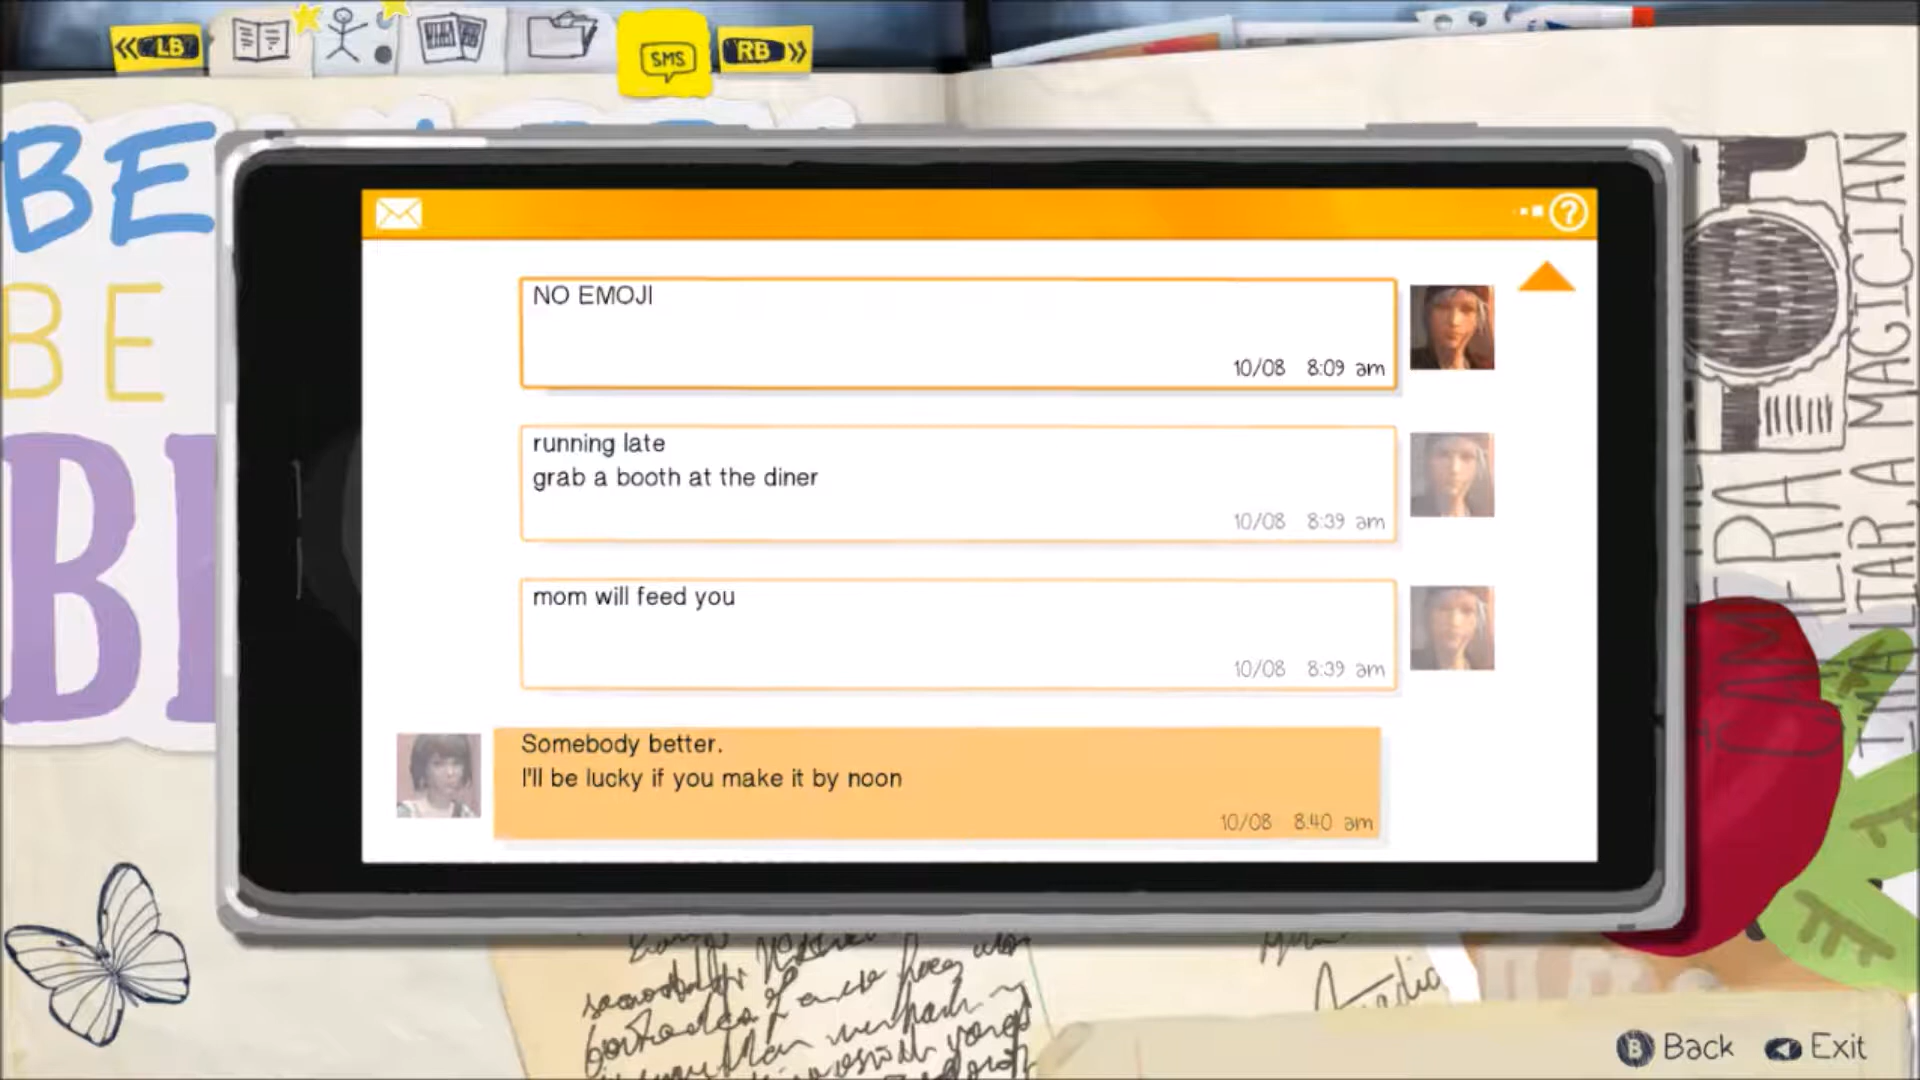 LB
SMS
RB
BE
BE
NO EMOJI
10/08 8:09 am
running late
grab a booth at the diner
10/08 8:39 am
mom will feed you
10/08 8:39 am
Somebody better.
I'll be lucky if you make it by noon
10/08 8:40 am
CAMERA
LIAR, A MAGICIAN
B Back
Exit